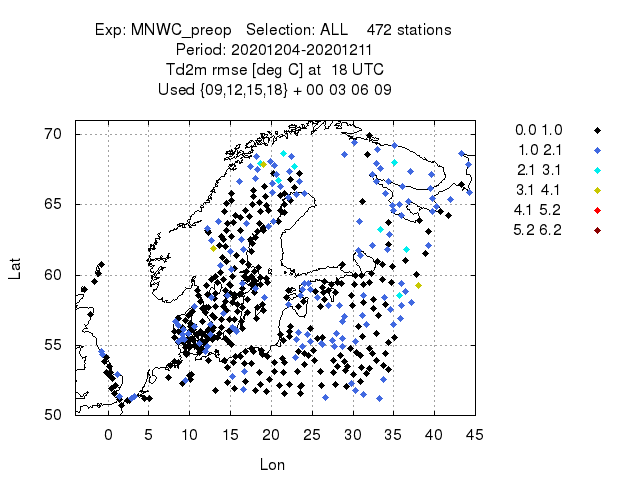 Exp: MNWC_preop Selection: ALL 472 stations
Period: 20201204-20201211
Td2m rmse [deg C] at 18 UTC
Used {09,12,15,18} + 00 03 06 09
70
65
60
55
50
Lat
0 5 10 15 20 25 30 35 40 45
Lon
0.0 1.0
1.0 2.1
2.1 3.1
3.1 4.1
4.1 5.2
5.2 6.2